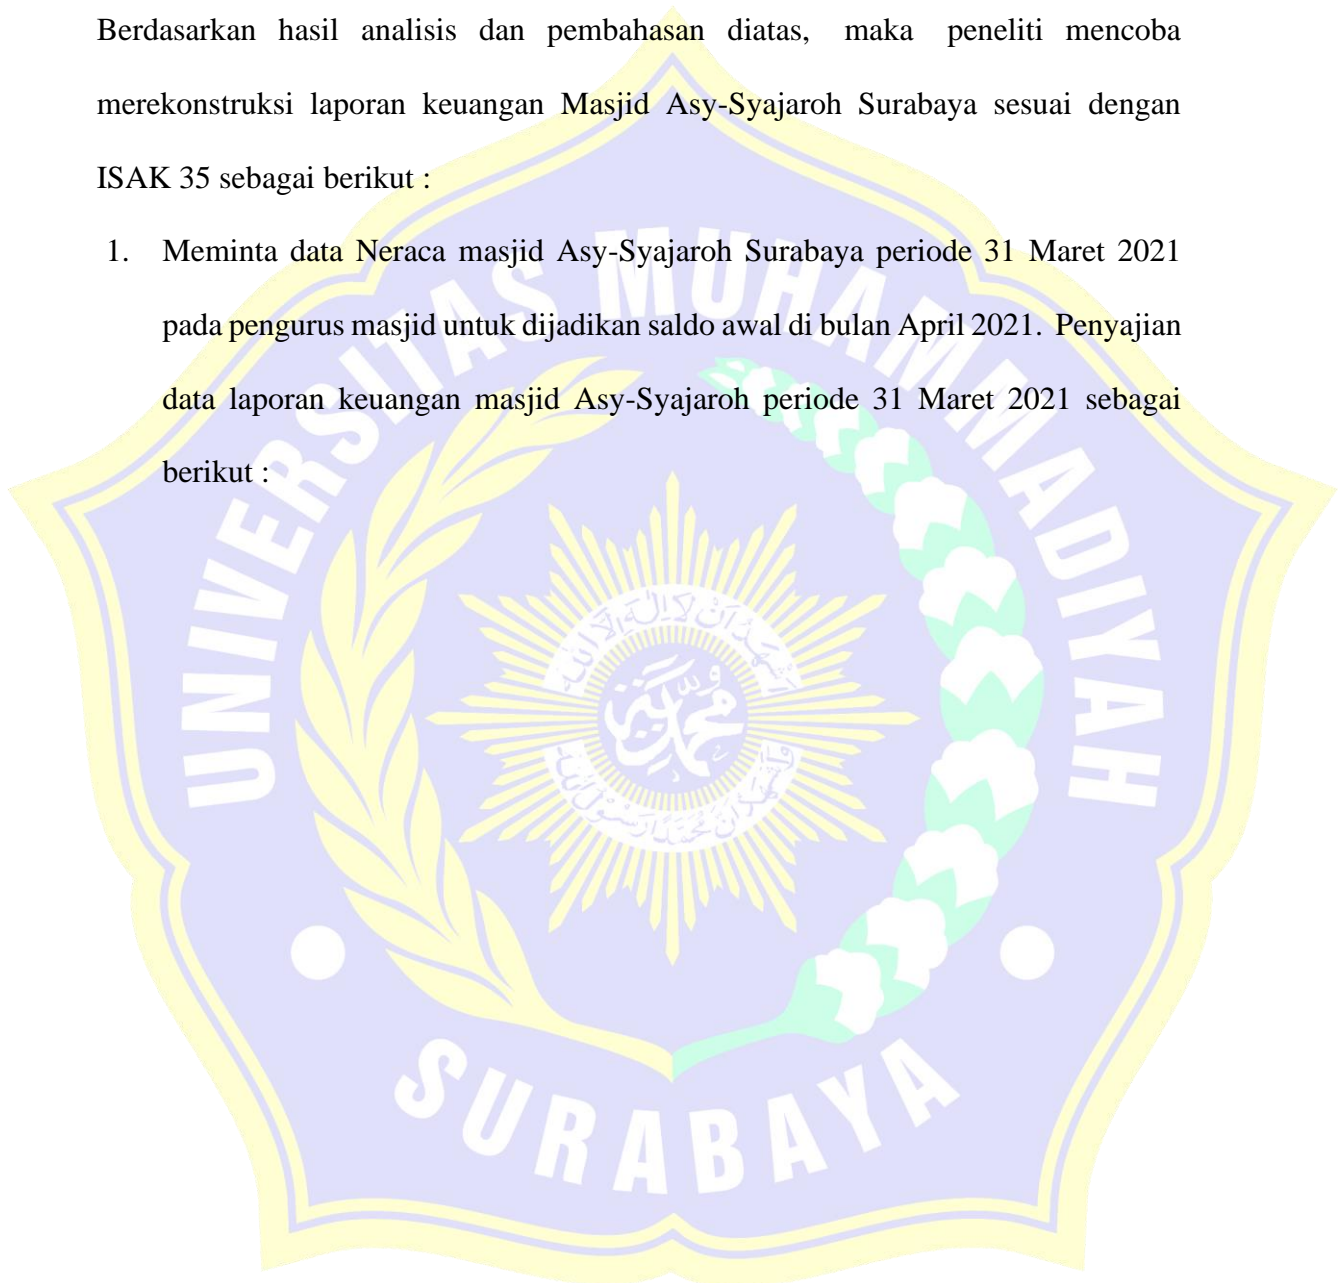 Berdasarkan hasil analisis dan pembahasan diatas, maka peneliti mencoba
merekonstruksi laporan keuangan Masjid Asy-Syajaroh Surabaya sesuai dengan
ISAK 35 sebagai berikut :
1. Meminta data Neraca masjid Asy-Syajaroh Surabaya periode 31 Maret 2021
pada pengurus masjid untuk dijadikan saldo awal di bulan April 2021. Penyajian
data laporan keuangan masjid Asy-Syajaroh periode 31 Maret 2021 sebagai
berikut :
UNIVERSITAS MUHAMMADIYAH
محمد
SURABAYA